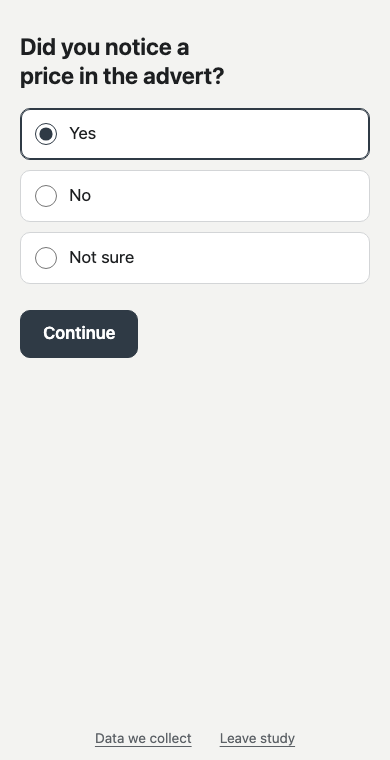 Did you notice a
price in the advert?
Yes
No
Not sure
Continue
Data we collect
Leave study